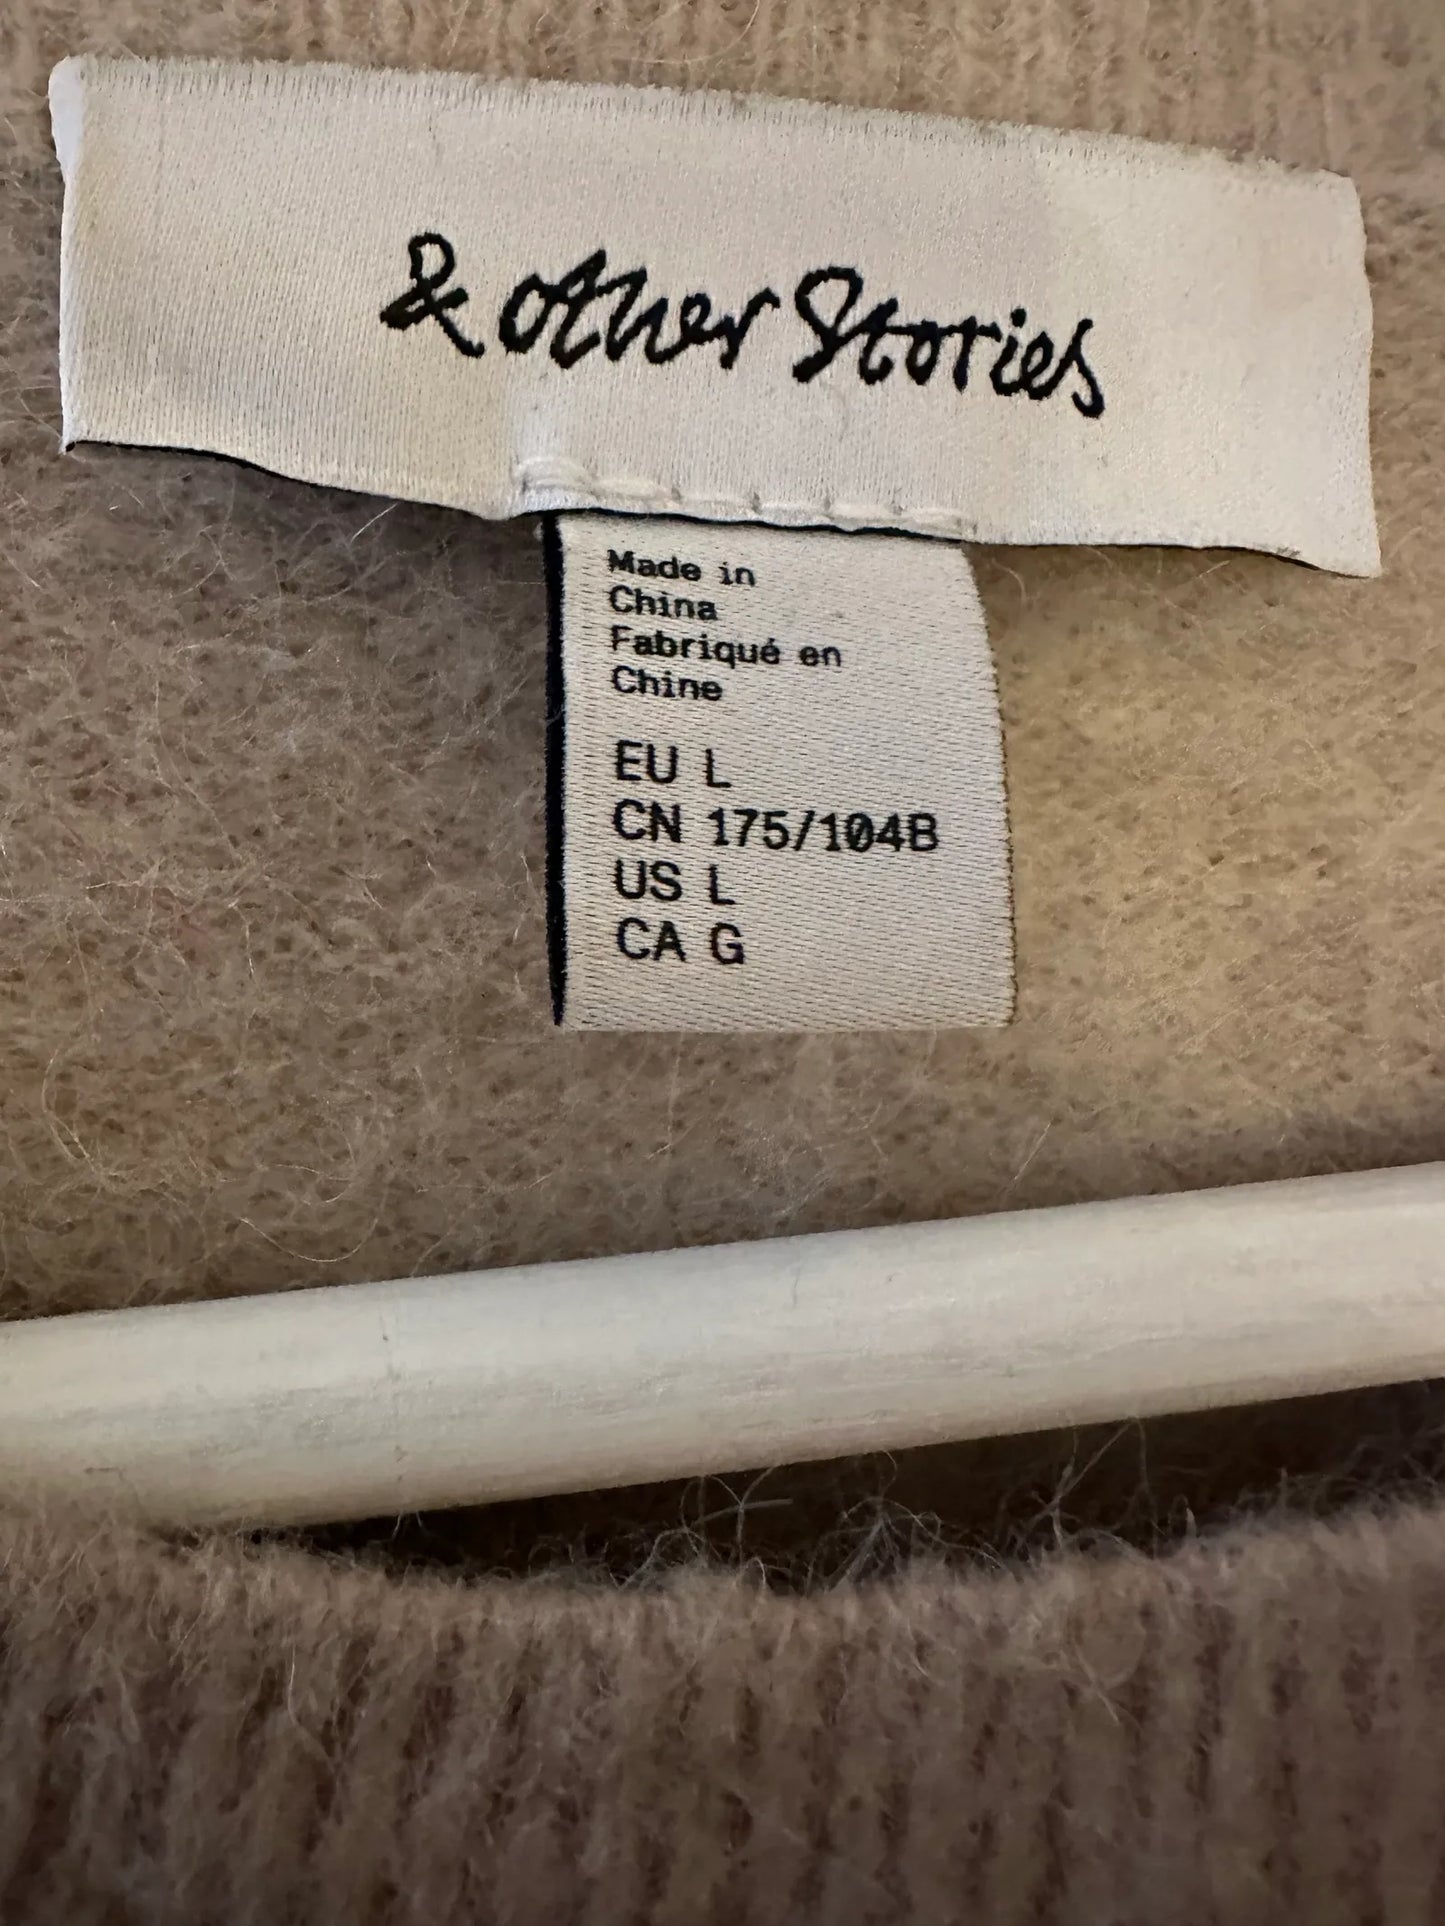 & other Stories
Made in
China
Fabriqué en
Chine
EU L
CN 175/104B
US L
CA G